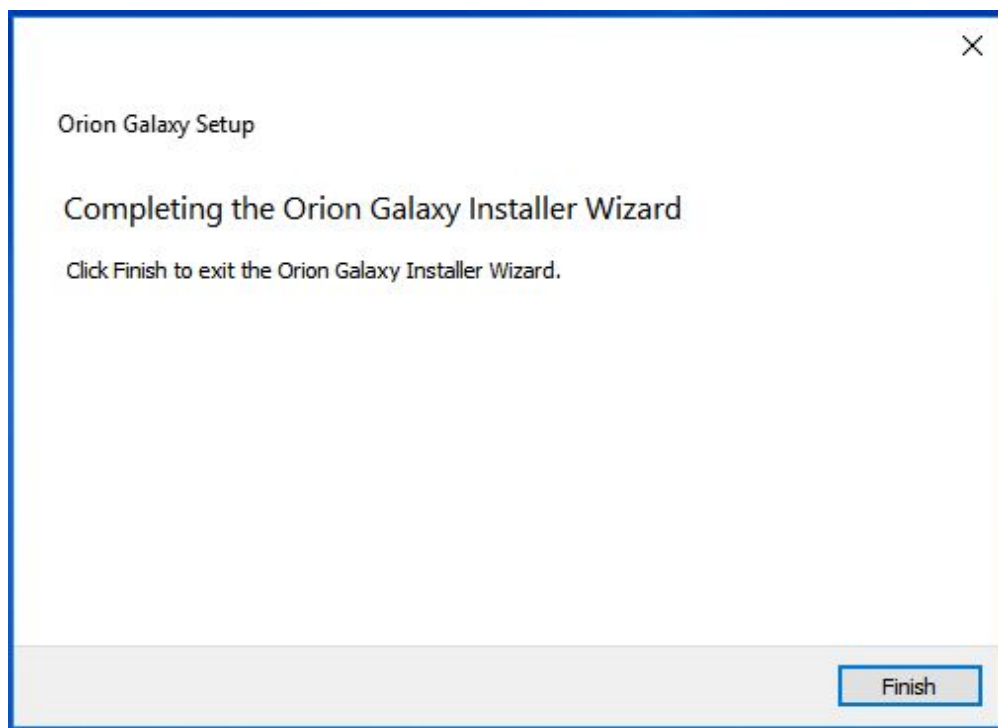 Orion Galaxy Setup
Completing the Orion Galaxy Installer Wizard
Click Finish to exit the Orion Galaxy Installer Wizard.
Finish